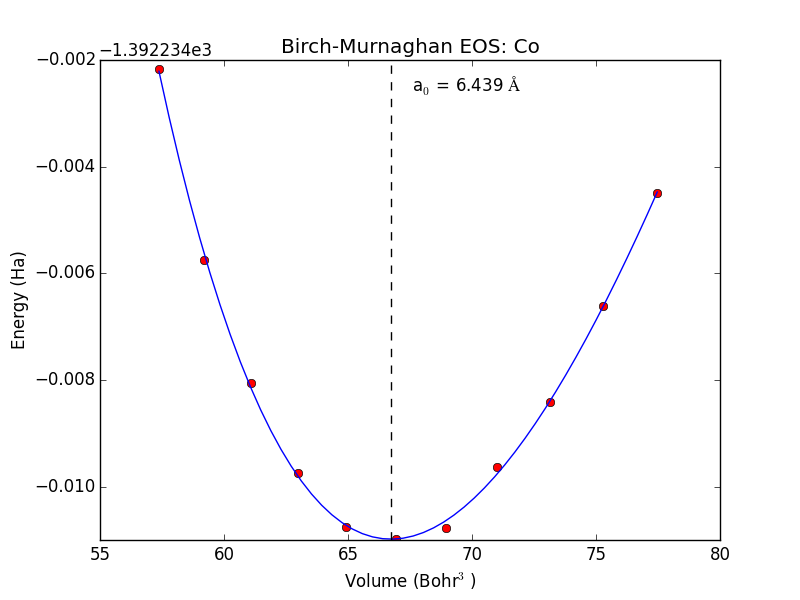 −1.392234e3
Birch-Murnaghan EOS: Co
a₀ = 6.439 Å
−0.002
−0.004
−0.006
−0.008
−0.010
Energy (Ha)
55 60 65 70 75 80
Volume (Bohr³ )